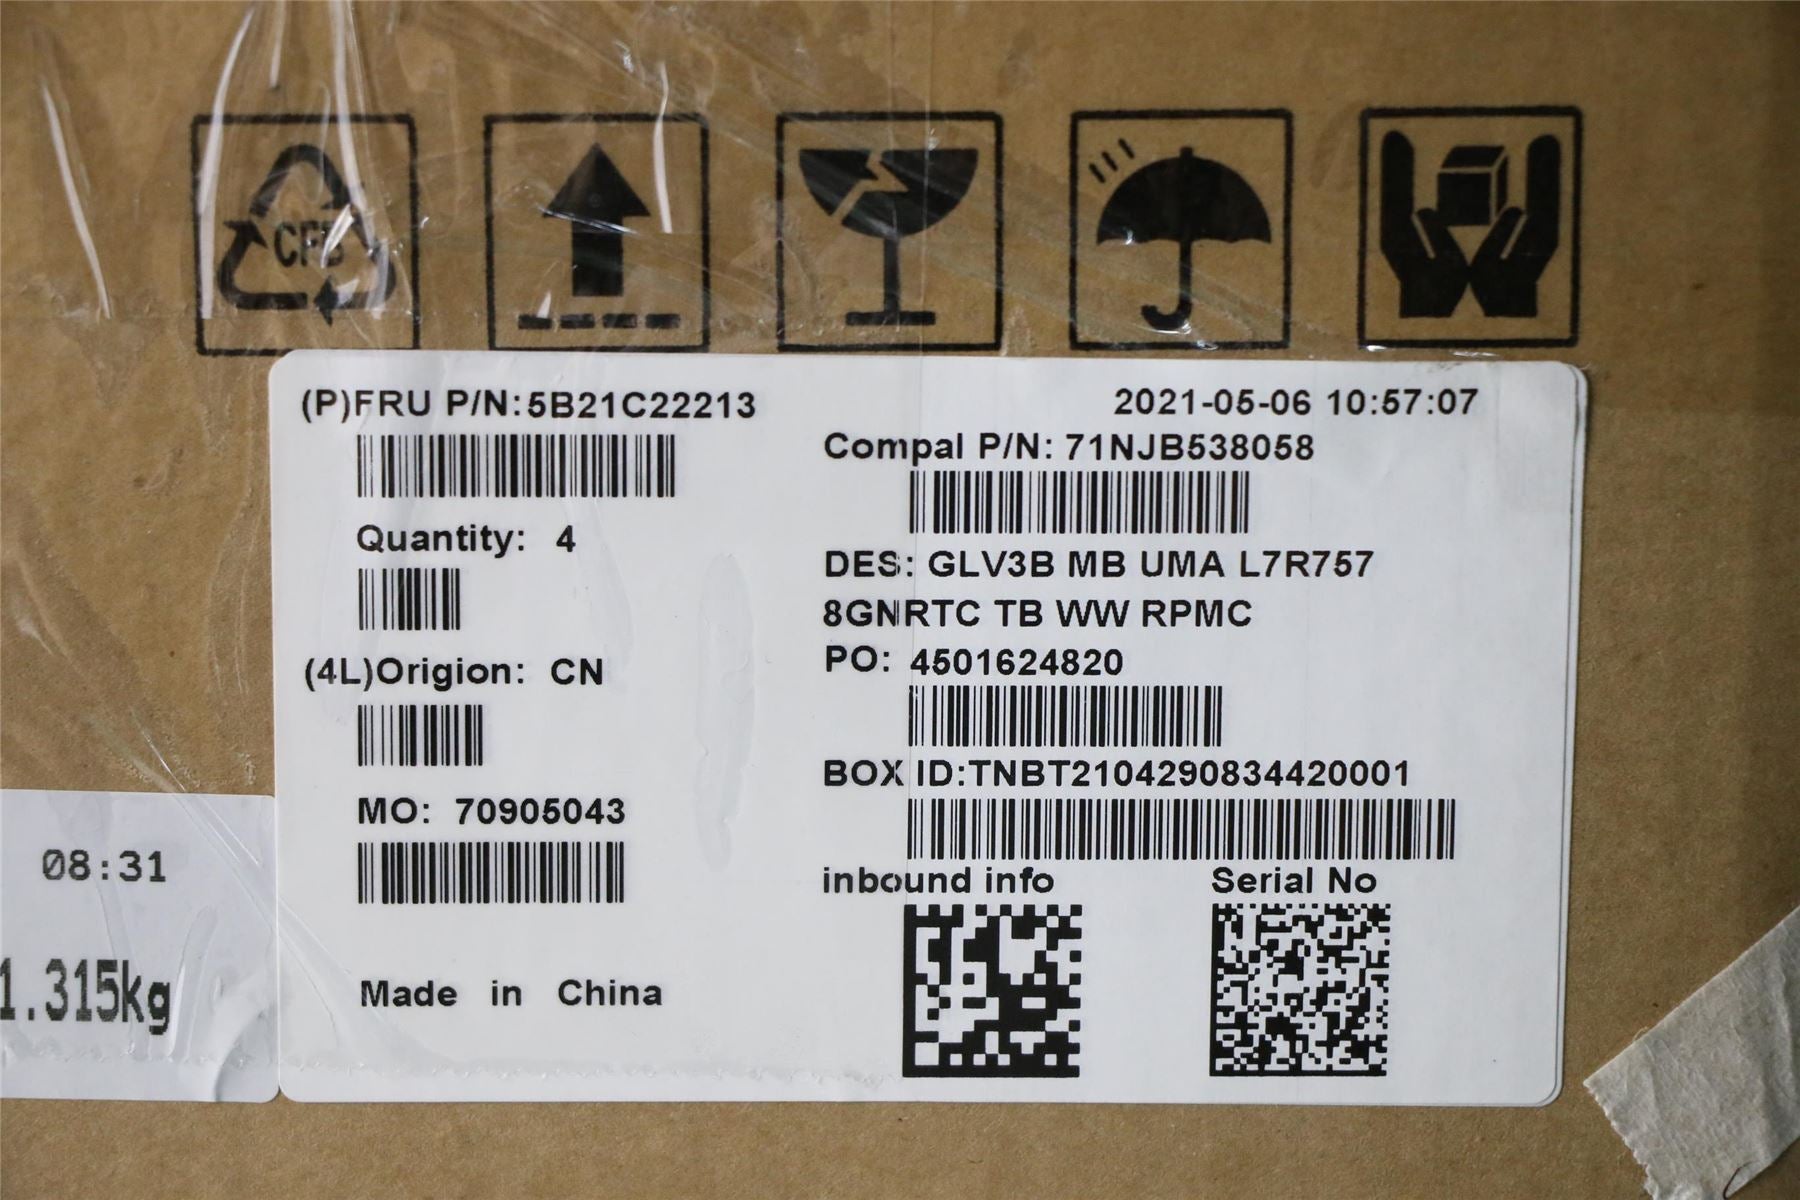 CFB
(P)FRU P/N:5B21C22213
2021-05-06 10:57:07
Compal P/N: 71NJB538058
Quantity: 4
DES: GLV3B MB UMA L7R757
8GNRTC TB WW RPMC
(4L)Origion: CN
PO: 4501624820
BOX ID:TNBT2104290834420001
MO: 70905043
inbound info
Serial No
Made in China
08:31
1.315kg